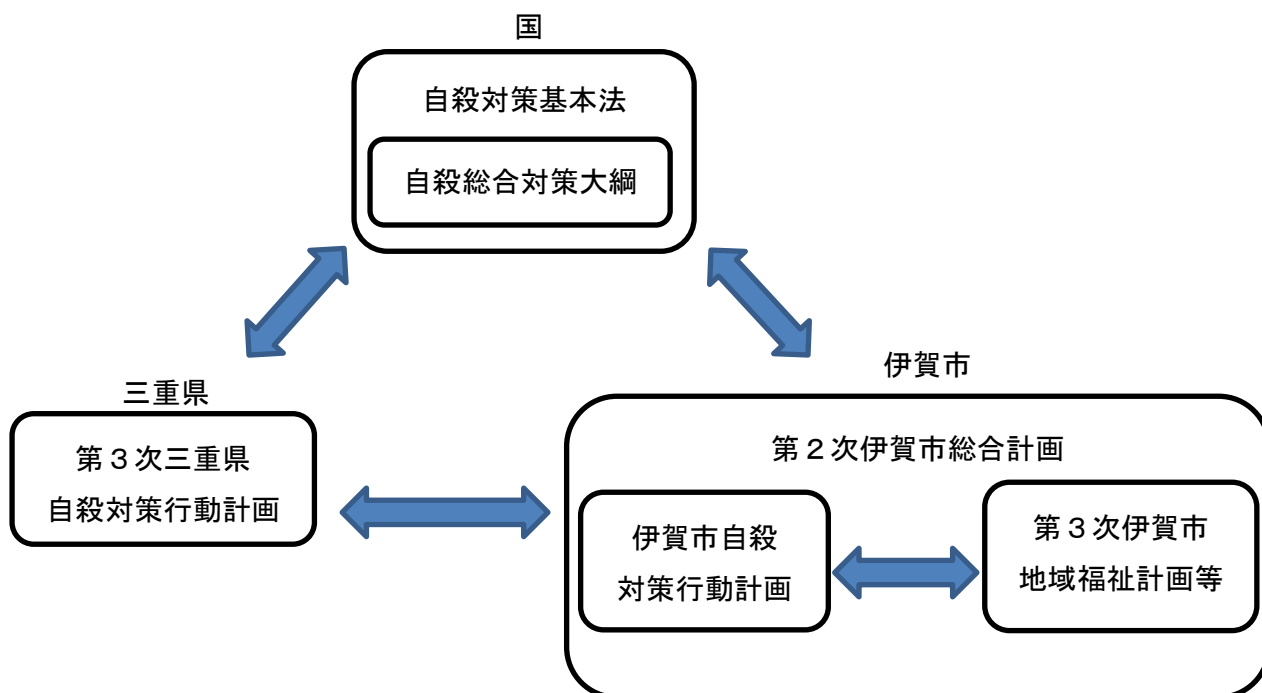 国
自殺対策基本法
自殺総合対策大綱
三重県
第３次三重県
自殺対策行動計画
伊賀市
第２次伊賀市総合計画
伊賀市自殺
対策行動計画
第３次伊賀市
地域福祉計画等